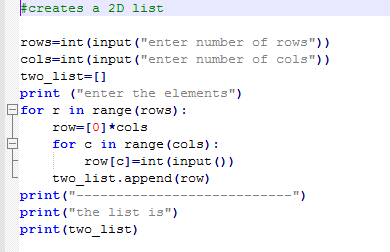 #creates a 2D list
rows=int(input("enter number of rows"))
cols=int(input("enter number of cols"))
two_list=[]
print ("enter the elements")
for r in range(rows):
    row=[0]*cols
    for c in range(cols):
        row[c]=int(input())
    two_list.append(row)
print("---------------------------")
print("the list is")
print(two_list)